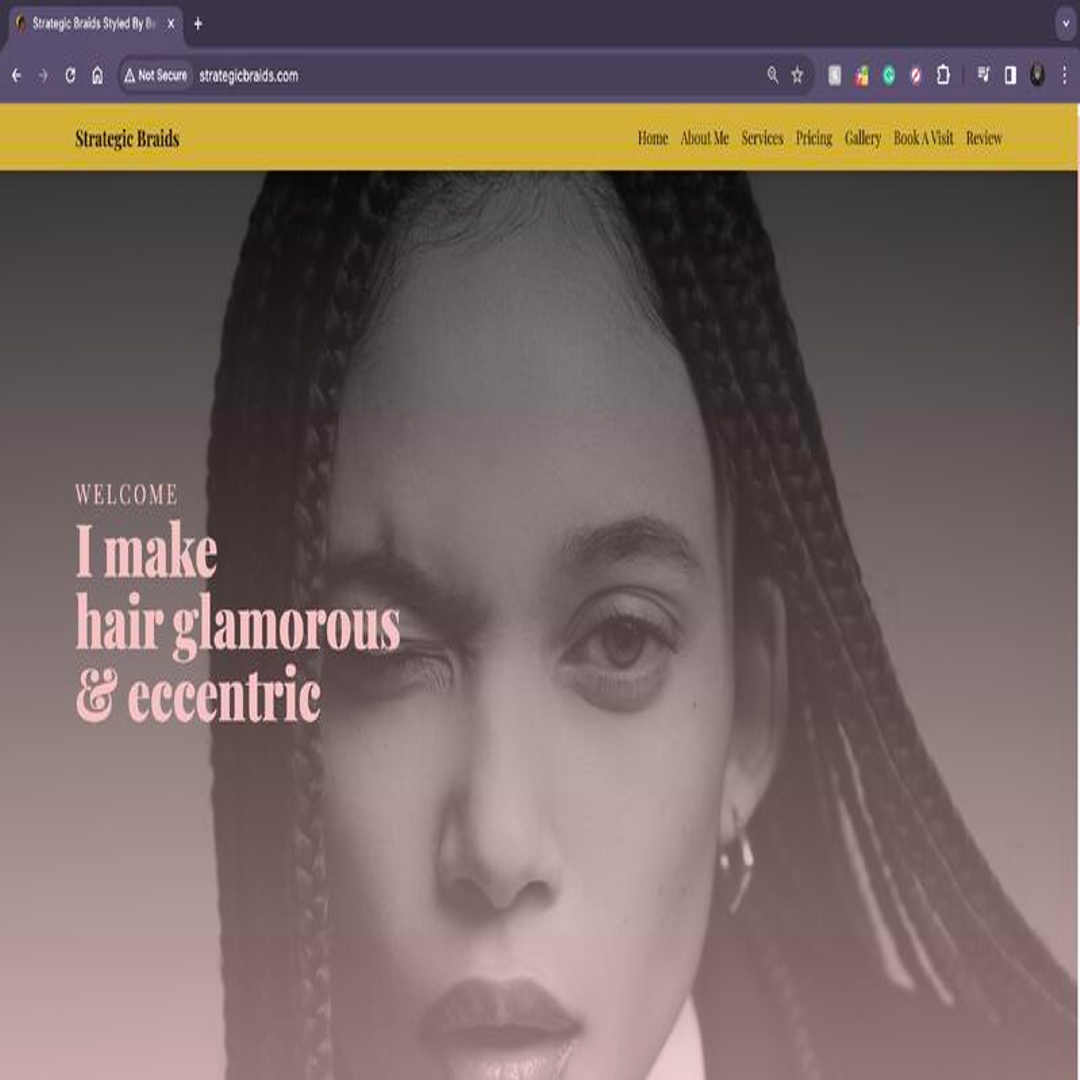 Strategic Braids Styled By
Not Secure strategicbraids.com
Strategic Braids Home About Me Services Pricing Gallery Book A Visit Review
WELCOME
I make
hair glamorous
& eccentric